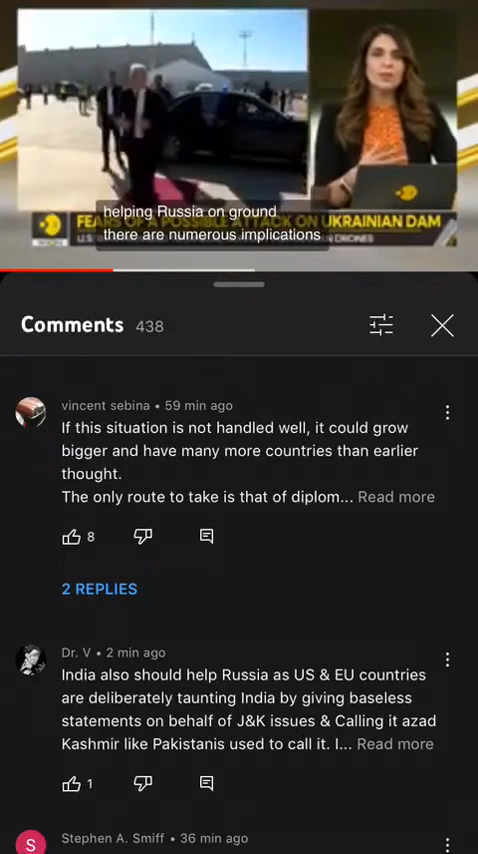 helping Russia on ground
there are numerous implications
FEARS OF A POSSIBLE ATTACK ON UKRAINIAN DAM
U.S.
N DRONES
Comments 438
vincent sebina • 59 min ago
If this situation is not handled well, it could grow
bigger and have many more countries than earlier
thought.
The only route to take is that of diplom... Read more
8
2 REPLIES
Dr. V • 2 min ago
India also should help Russia as US & EU countries
are deliberately taunting India by giving baseless
statements on behalf of J&K issues & Calling it azad
Kashmir like Pakistanis used to call it. I... Read more
1
S
Stephen A. Smiff • 36 min ago